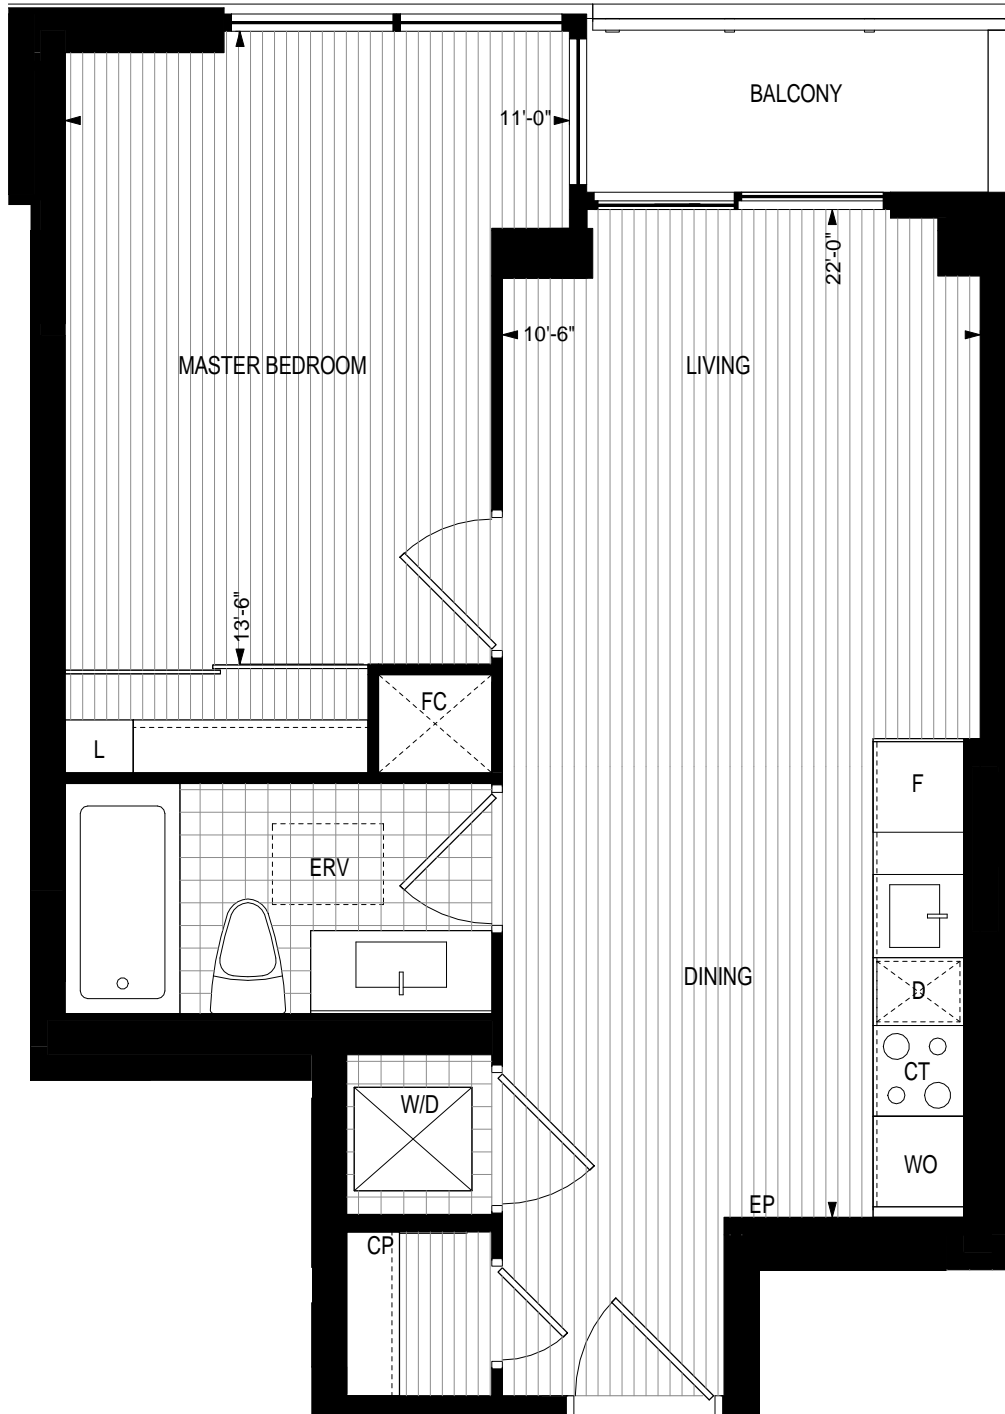 BALCONY
11'-0"
22'-0"
10'-6"
MASTER BEDROOM
LIVING
13'-6"
FC
L
F
ERV
DINING
D
CT
W/D
WO
EP
CP